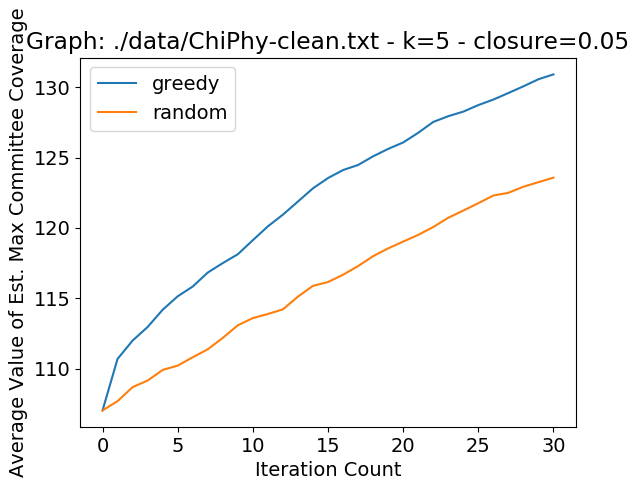 Graph: ./data/ChiPhy-clean.txt - k=5 - closure=0.05
greedy
random
Average Value of Est. Max Committee Coverage
130
125
120
115
110
0 5 10 15 20 25 30
Iteration Count